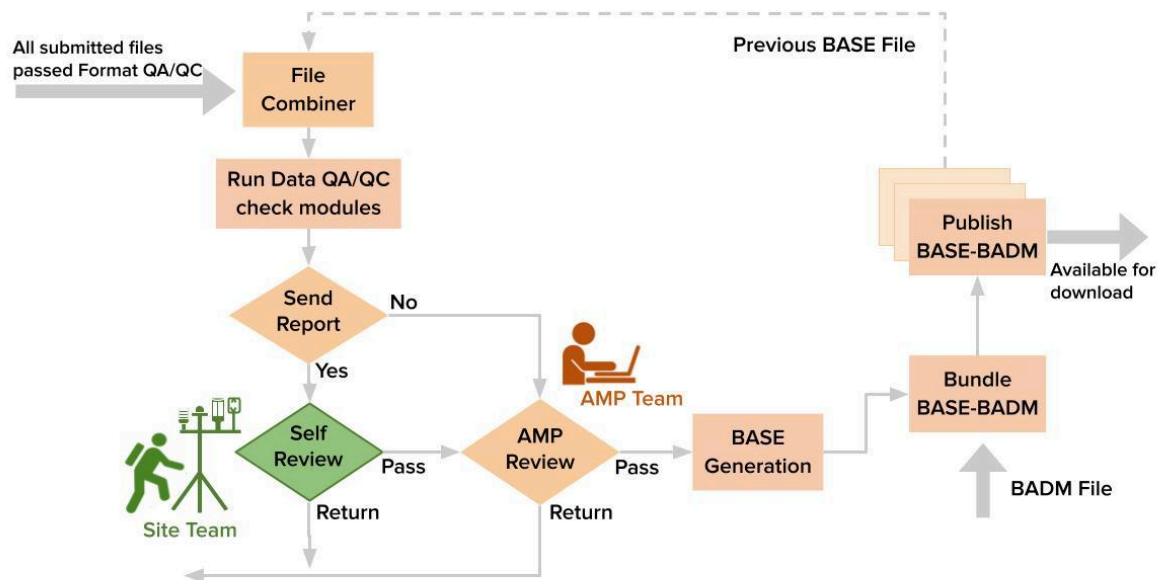 All submitted files
passed Format QA/QC
File
Combiner
Previous BASE File
Run Data QA/QC
check modules
Publish
BASE-BADM
Available for
download
Send
Report
No
Yes
AMP Team
Bundle
BASE-BADM
Self
Review
Pass
AMP
Review
Pass
BASE
Generation
BADM File
Site Team
Return
Return